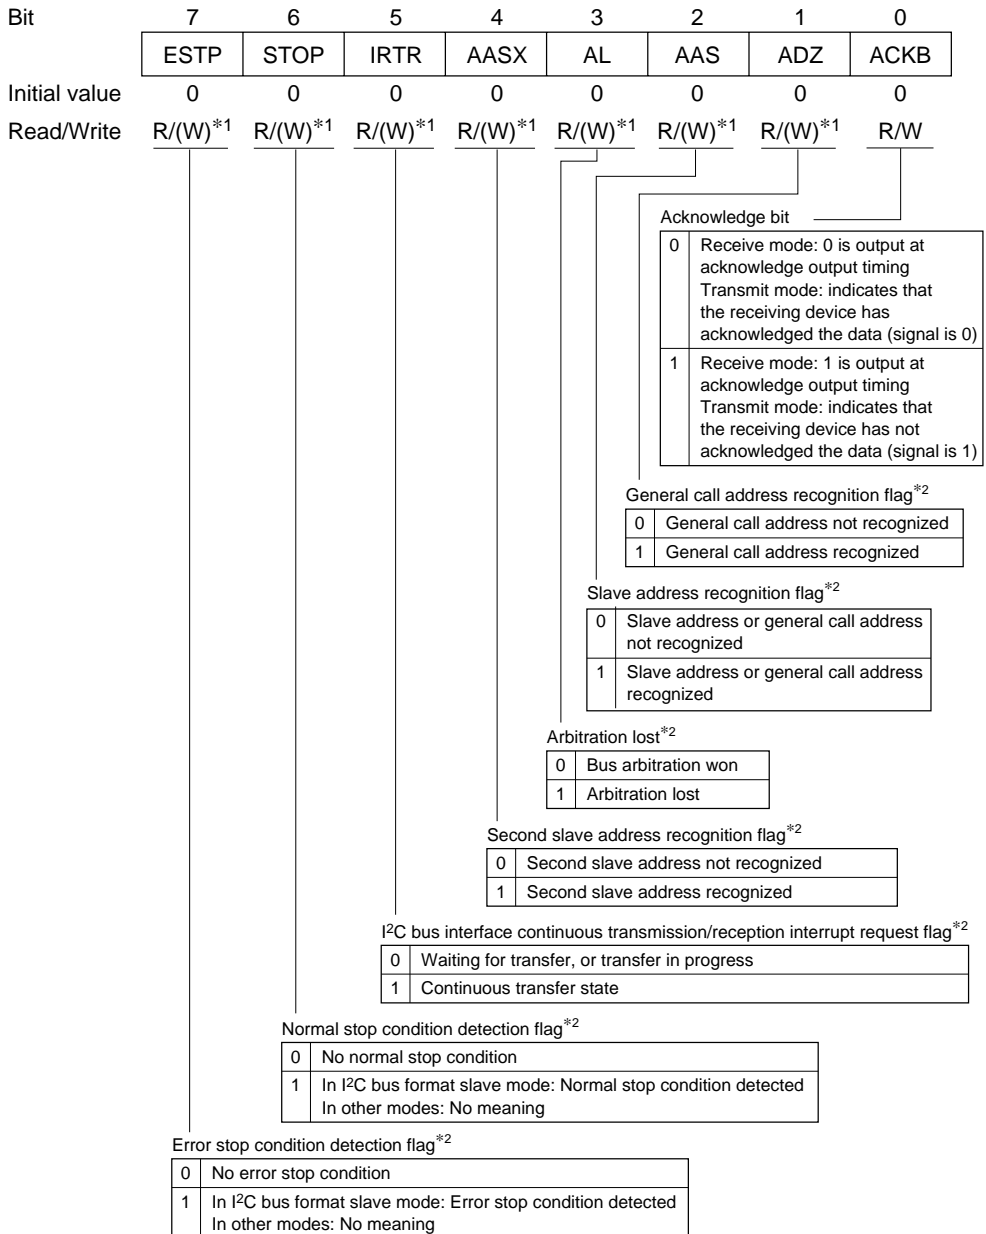 Bit 7 6 5 4 3 2 1 0
ESTP STOP IRTR AASX AL AAS ADZ ACKB
Initial value 0 0 0 0 0 0 0 0
Read/Write R/(W)*1 R/(W)*1 R/(W)*1 R/(W)*1 R/(W)*1 R/(W)*1 R/(W)*1 R/W
Acknowledge bit
0 Receive mode: 0 is output at
acknowledge output timing
Transmit mode: indicates that
the receiving device has
acknowledged the data (signal is 0)
1 Receive mode: 1 is output at
acknowledge output timing
Transmit mode: indicates that
the receiving device has not
acknowledged the data (signal is 1)
General call address recognition flag*2
0 General call address not recognized
1 General call address recognized
Slave address recognition flag*2
0 Slave address or general call address
not recognized
1 Slave address or general call address
recognized
Arbitration lost*2
0 Bus arbitration won
1 Arbitration lost
Second slave address recognition flag*2
0 Second slave address not recognized
1 Second slave address recognized
I2C bus interface continuous transmission/reception interrupt request flag*2
0 Waiting for transfer, or transfer in progress
1 Continuous transfer state
Normal stop condition detection flag*2
0 No normal stop condition
1 In I2C bus format slave mode: Normal stop condition detected
In other modes: No meaning
Error stop condition detection flag*2
0 No error stop condition
1 In I2C bus format slave mode: Error stop condition detected
In other modes: No meaning